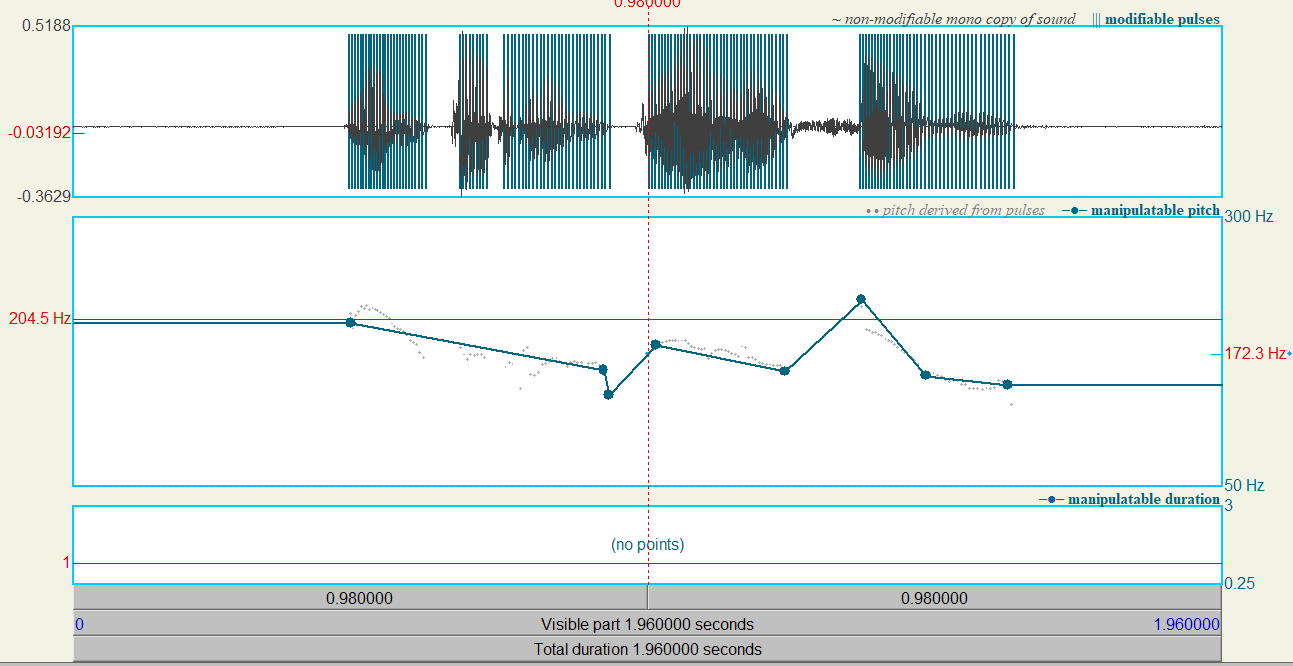 0.980000
0.5188
~ non-modifiable mono copy of sound ||| modifiable pulses
-0.03192
-0.3629
•• pitch derived from pulses –●– manipulatable pitch
300 Hz
204.5 Hz
172.3 Hz
50 Hz
–●– manipulatable duration
3
(no points)
1
0.25
0.980000 0.980000
0 Visible part 1.960000 seconds 1.960000
Total duration 1.960000 seconds